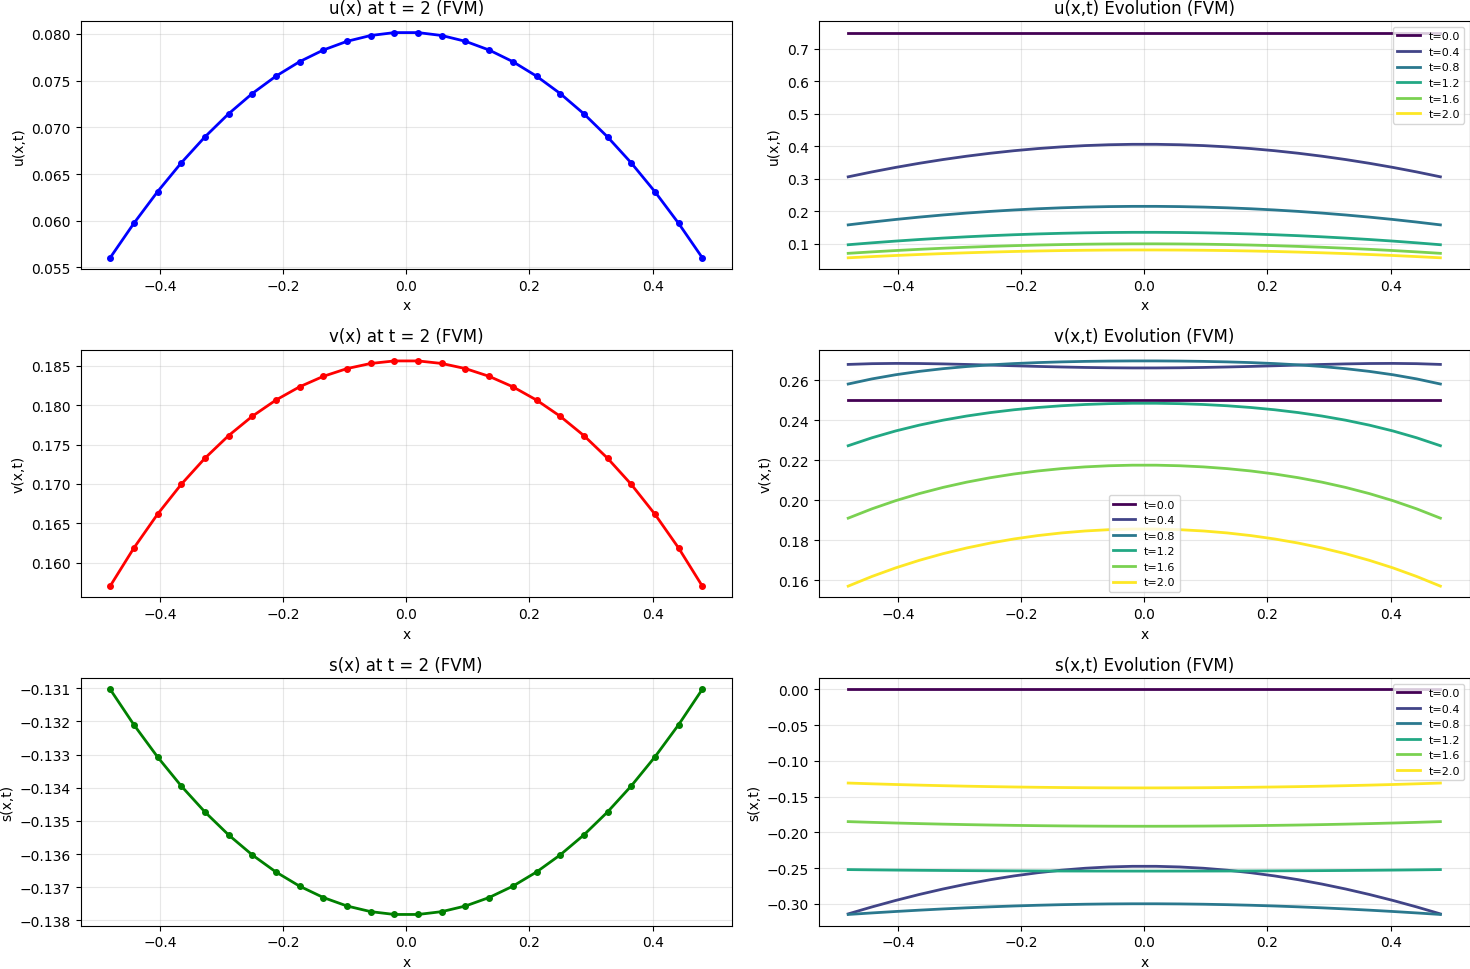 u(x) at t = 2 (FVM)
u(x,t)
0.080
0.075
0.070
0.065
0.060
0.055
−0.4 −0.2 0.0 0.2 0.4
x
u(x,t) Evolution (FVM)
u(x,t)
0.7
0.6
0.5
0.4
0.3
0.2
0.1
t=0.0
t=0.4
t=0.8
t=1.2
t=1.6
t=2.0
−0.4 −0.2 0.0 0.2 0.4
x
v(x) at t = 2 (FVM)
v(x,t)
0.185
0.180
0.175
0.170
0.165
0.160
−0.4 −0.2 0.0 0.2 0.4
x
v(x,t) Evolution (FVM)
v(x,t)
0.26
0.24
0.22
0.20
0.18
0.16
t=0.0
t=0.4
t=0.8
t=1.2
t=1.6
t=2.0
−0.4 −0.2 0.0 0.2 0.4
x
s(x) at t = 2 (FVM)
s(x,t)
−0.131
−0.132
−0.133
−0.134
−0.135
−0.136
−0.137
−0.138
−0.4 −0.2 0.0 0.2 0.4
x
s(x,t) Evolution (FVM)
s(x,t)
0.00
−0.05
−0.10
−0.15
−0.20
−0.25
−0.30
t=0.0
t=0.4
t=0.8
t=1.2
t=1.6
t=2.0
−0.4 −0.2 0.0 0.2 0.4
x